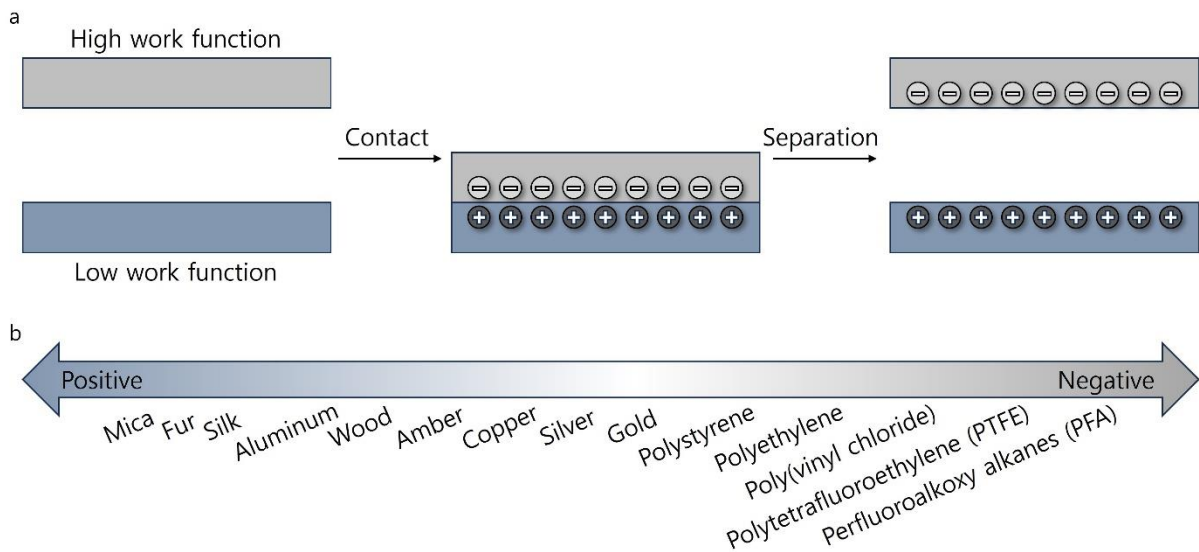 a
High work function
Contact
Separation
Low work function
b
Positive
Negative
Mica
Fur
Silk
Aluminum
Wood
Amber
Copper
Silver
Gold
Polystyrene
Polyethylene
Poly(vinyl chloride)
Polytetrafluoroethylene (PTFE)
Perfluoroalkoxy alkanes (PFA)